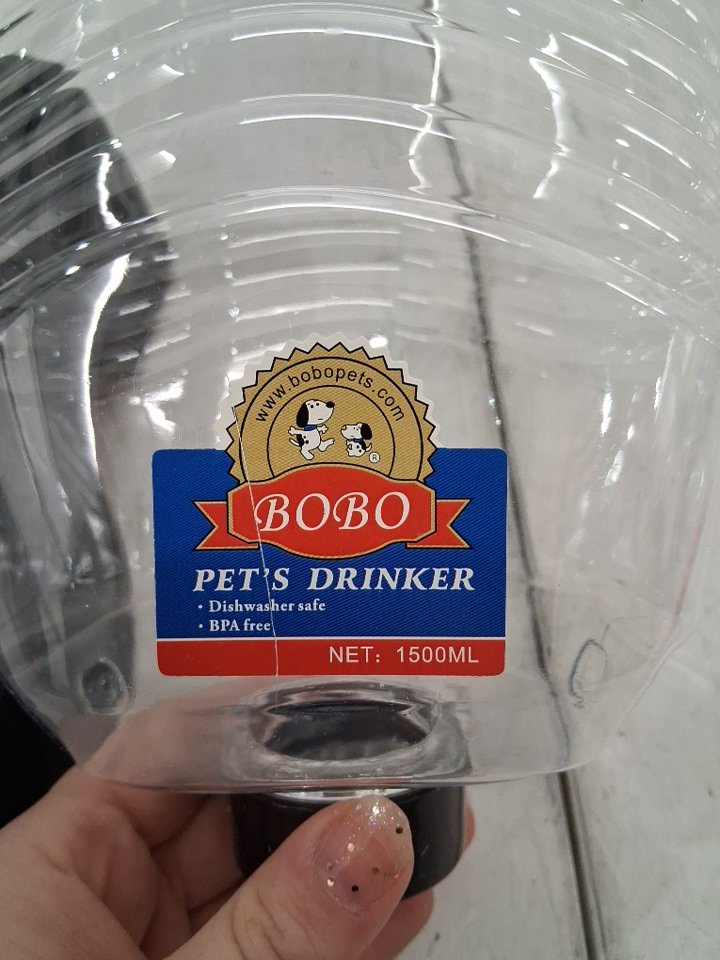 www.bobopets.com
®
BOBO
PET'S DRINKER
• Dishwasher safe
• BPA free
NET: 1500ML